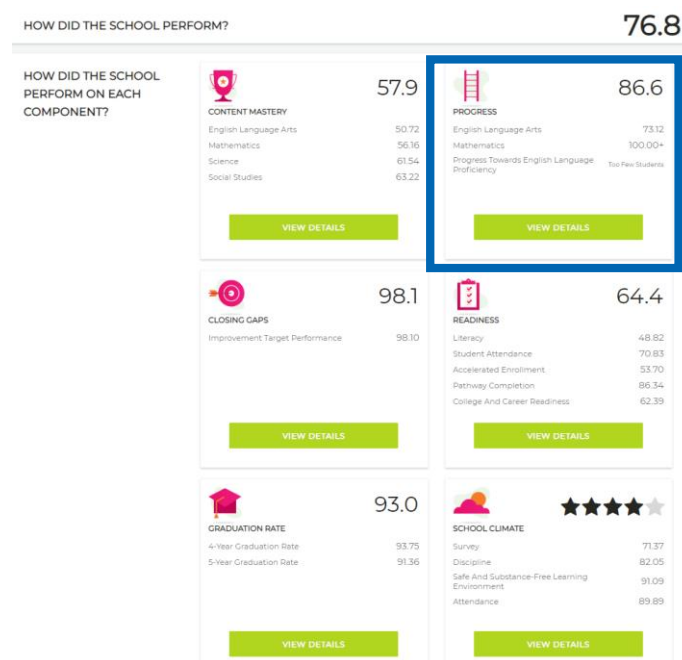 HOW DID THE SCHOOL PERFORM?
76.8
HOW DID THE SCHOOL
PERFORM ON EACH
COMPONENT?
57.9
CONTENT MASTERY
English Language Arts 50.72
Mathematics 56.16
Science 61.54
Social Studies 63.22
VIEW DETAILS
86.6
PROGRESS
English Language Arts 73.12
Mathematics 100.00+
Progress Towards English Language
Proficiency Too Few Students
VIEW DETAILS
98.1
CLOSING GAPS
Improvement Target Performance 98.10
VIEW DETAILS
64.4
READINESS
Literacy 48.82
Student Attendance 70.83
Accelerated Enrollment 53.70
Pathway Completion 86.34
College And Career Readiness 62.39
VIEW DETAILS
93.0
GRADUATION RATE
4-Year Graduation Rate 93.75
5-Year Graduation Rate 91.36
VIEW DETAILS
SCHOOL CLIMATE
Survey 71.37
Discipline 82.05
Safe And Substance-Free Learning
Environment 91.09
Attendance 89.89
VIEW DETAILS